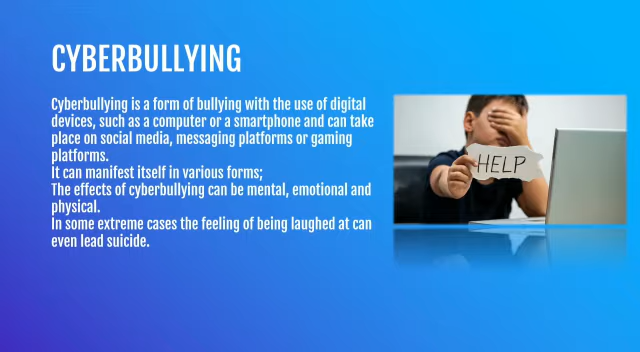 CYBERBULLYING
Cyberbullying is a form of bullying with the use of digital
devices, such as a computer or a smartphone and can take
place on social media, messaging platforms or gaming
platforms.
It can manifest itself in various forms;
The effects of cyberbullying can be mental, emotional and
physical.
In some extreme cases the feeling of being laughed at can
even lead suicide.
HELP